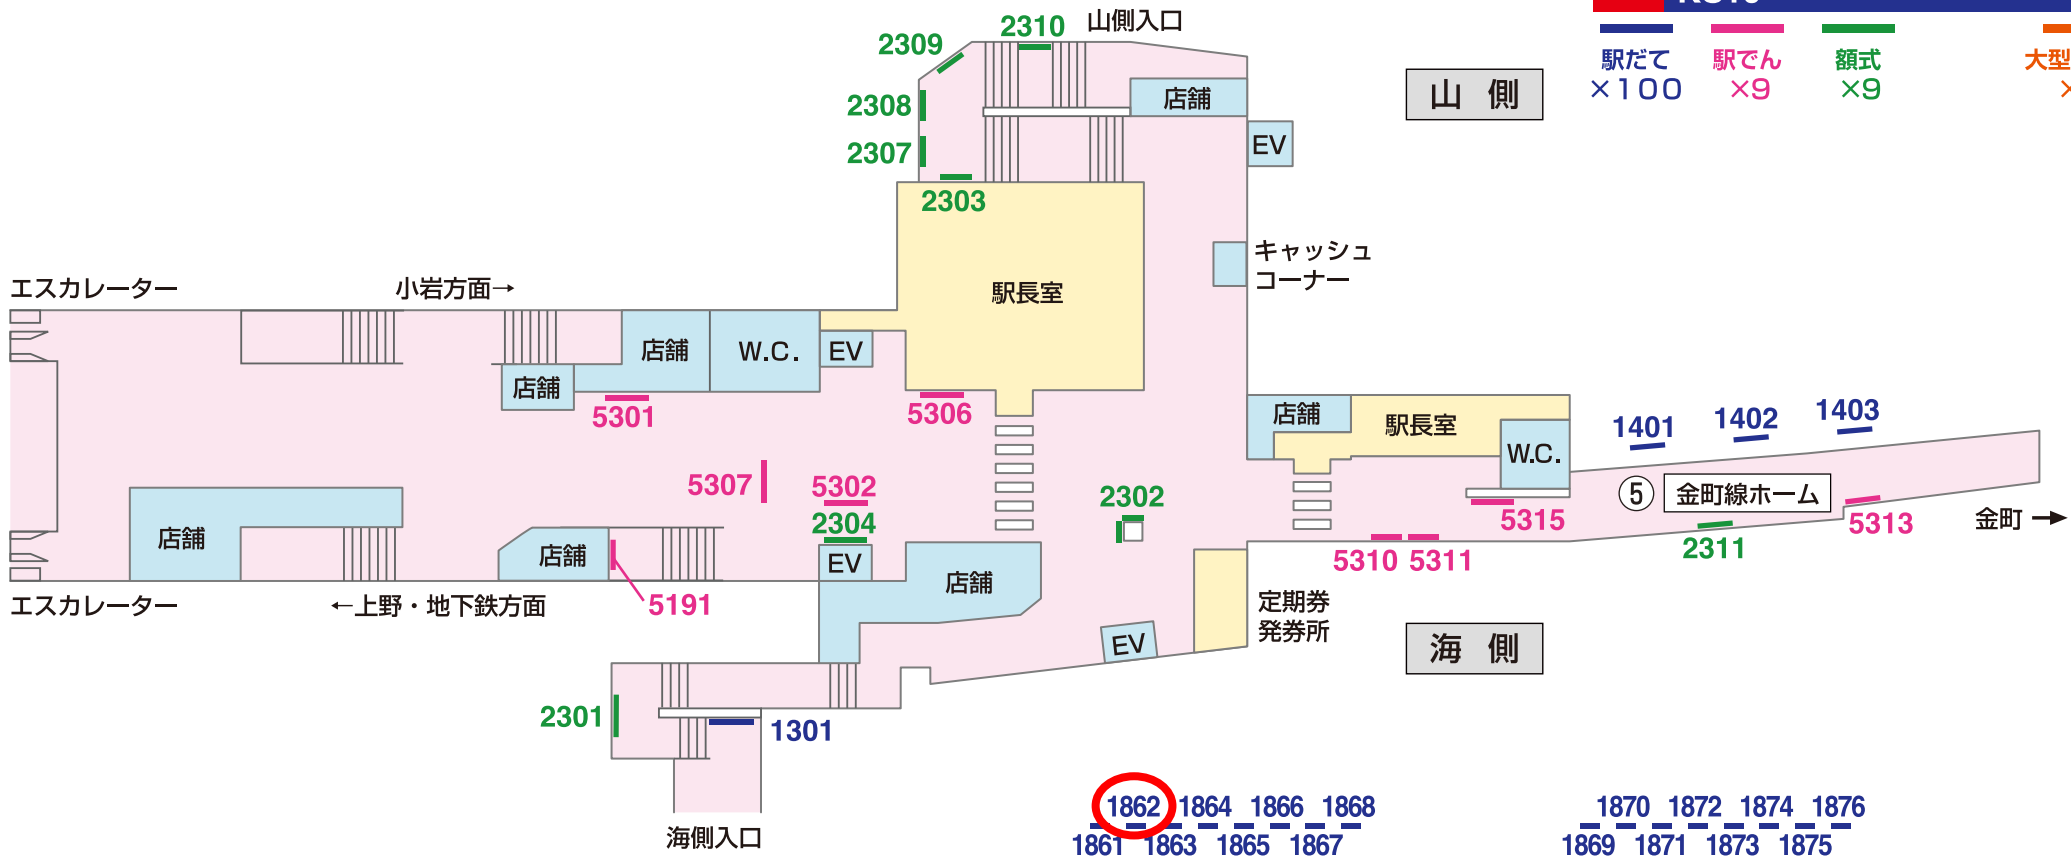 山側入口
2310
2309
2308
2307
2303
店舗
EV
山 側
駅だて
×100
駅でん
×9
額式
×9
大型
キャッシュ
コーナー
駅長室
エスカレーター
小岩方面→
店舗
W.C.
EV
店舗
5301
5306
店舗
駅長室
W.C.
1401
1402
1403
5307
5302
2304
2302
5315
⑤
金町線ホーム
5313
金町 →
2311
5310
5311
店舗
店舗
EV
店舗
5191
エスカレーター
←上野・地下鉄方面
定期券
発券所
EV
海 側
2301
1301
海側入口
1862 1864 1866 1868
1861 1863 1865 1867
1870 1872 1874 1876
1869 1871 1873 1875